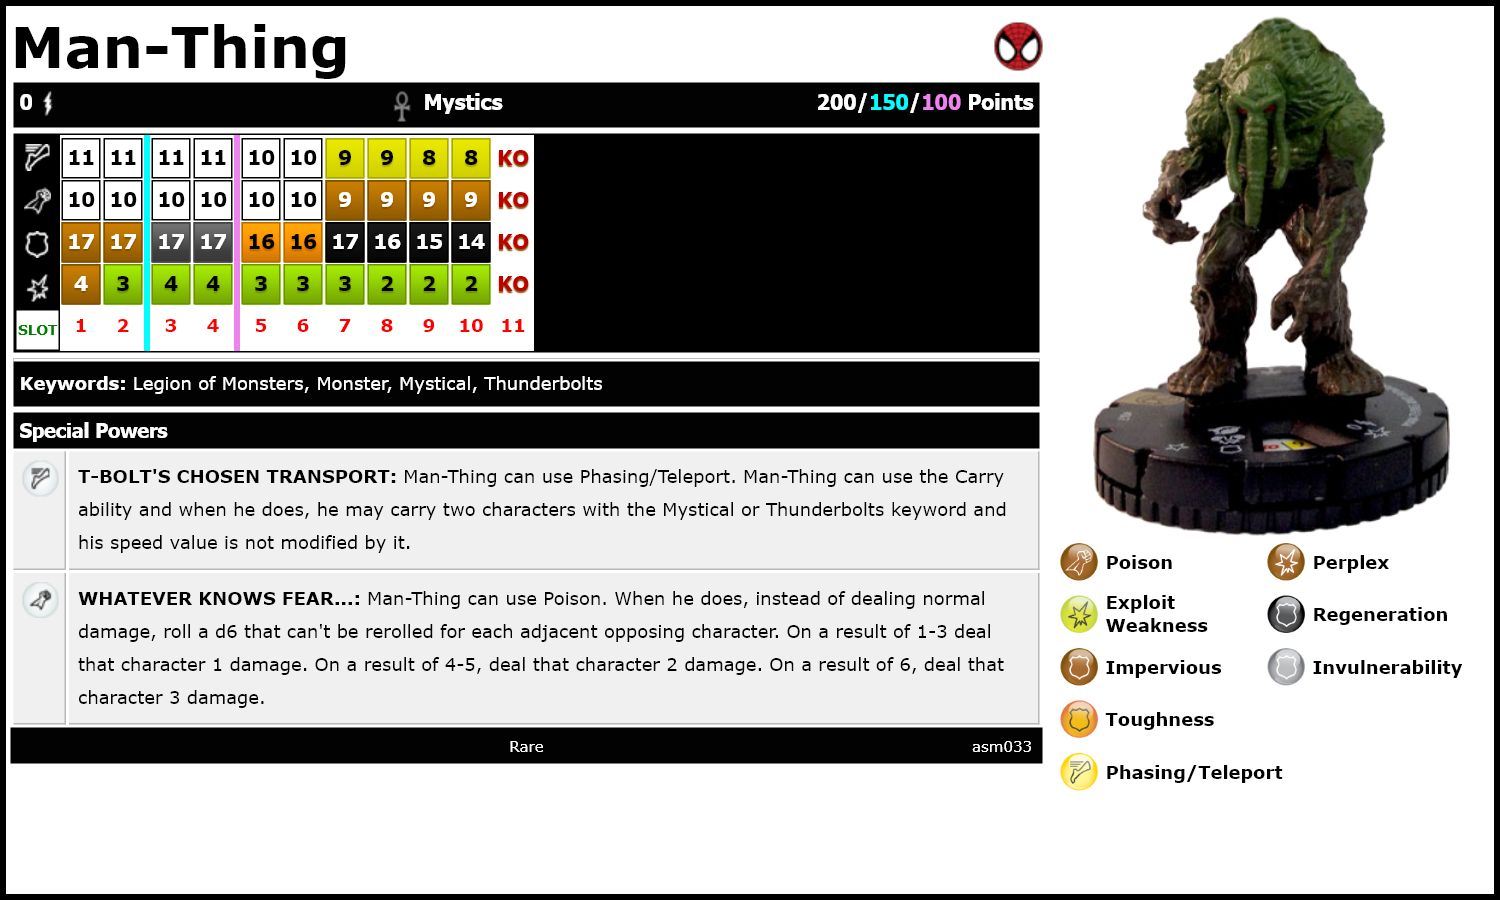 Man-Thing
0 Mystics 200/150/100 Points
11 11 11 11 10 10 9 9 8 8 KO
10 10 10 10 10 10 9 9 9 9 KO
17 17 17 17 16 16 17 16 15 14 KO
4 3 4 4 3 3 3 2 2 2 KO
SLOT 1 2 3 4 5 6 7 8 9 10 11
Keywords: Legion of Monsters, Monster, Mystical, Thunderbolts
Special Powers
T-BOLT'S CHOSEN TRANSPORT: Man-Thing can use Phasing/Teleport. Man-Thing can use the Carry
ability and when he does, he may carry two characters with the Mystical or Thunderbolts keyword and
his speed value is not modified by it.
WHATEVER KNOWS FEAR...: Man-Thing can use Poison. When he does, instead of dealing normal
damage, roll a d6 that can't be rerolled for each adjacent opposing character. On a result of 1-3 deal
that character 1 damage. On a result of 4-5, deal that character 2 damage. On a result of 6, deal that
character 3 damage.
Rare asm033
Poison Perplex
Exploit
Weakness Regeneration
Impervious Invulnerability
Toughness
Phasing/Teleport